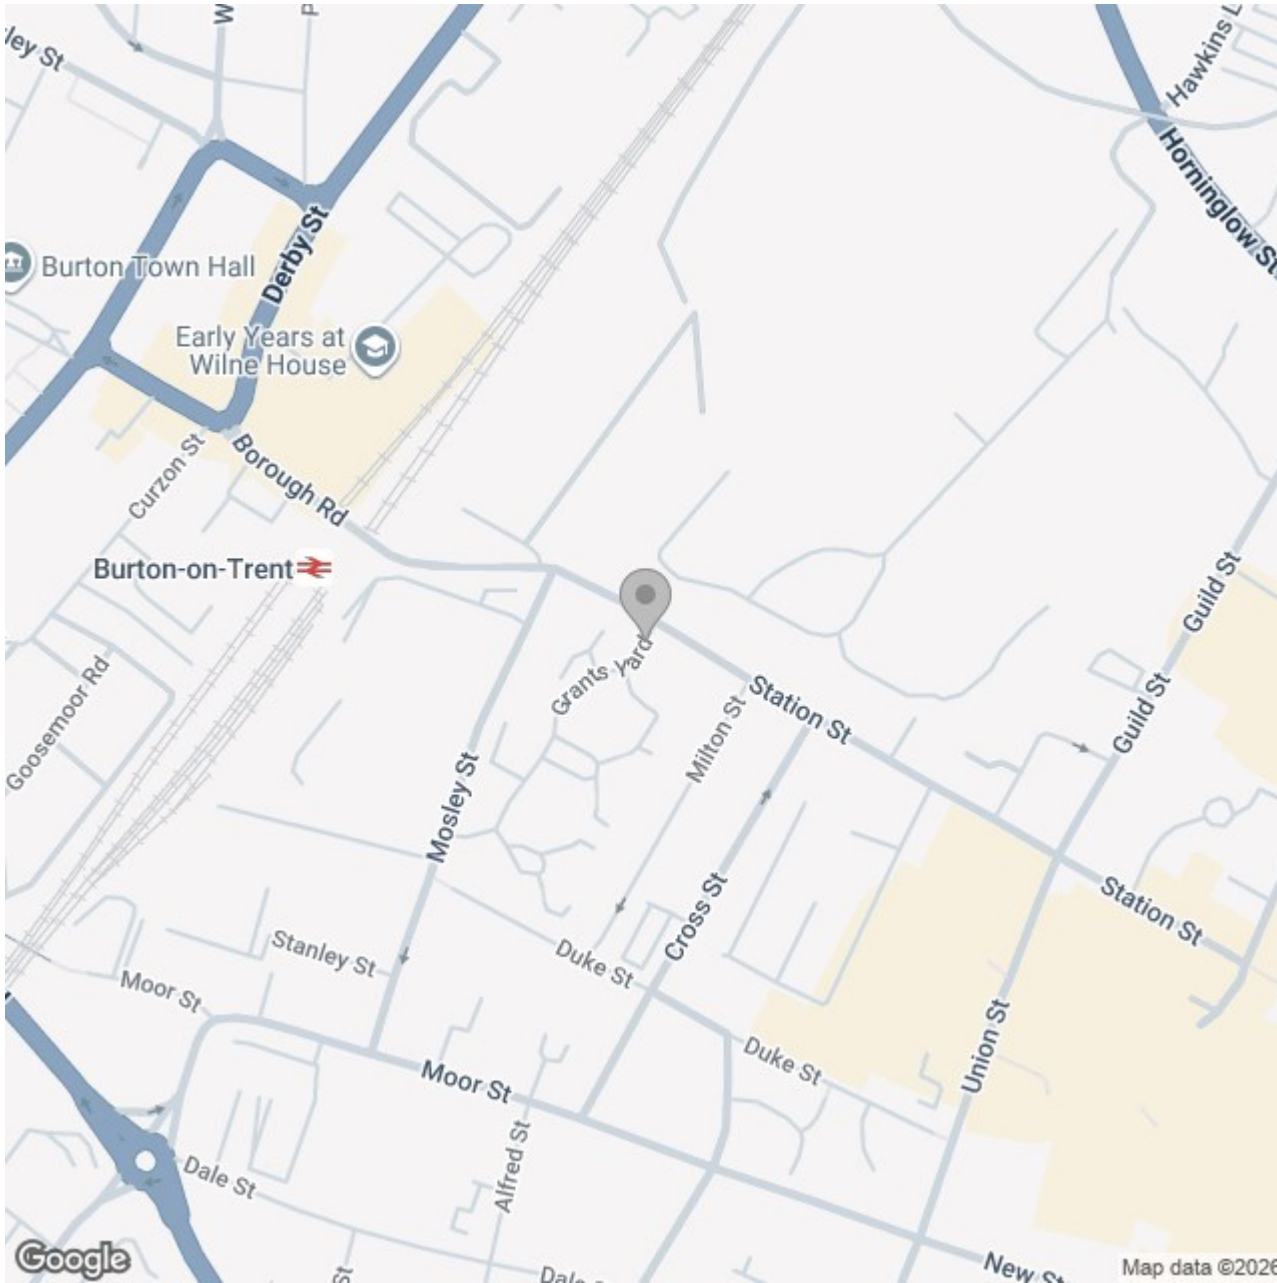 ley St
W
P
Hawkins L
Horninglow St
Derby St
Burton Town Hall
Early Years at
Wilne House
Curzon St
Borough Rd
Burton-on-Trent
Guild St
Grants Yard
Goosemoor Rd
Station St
Guild St
Milton St
Mosley St
Cross St
Station St
Stanley St
Duke St
Moor St
Union St
Duke St
Moor St
Alfred St
Dale St
New St
Dale S
St
Google
Map data ©2026